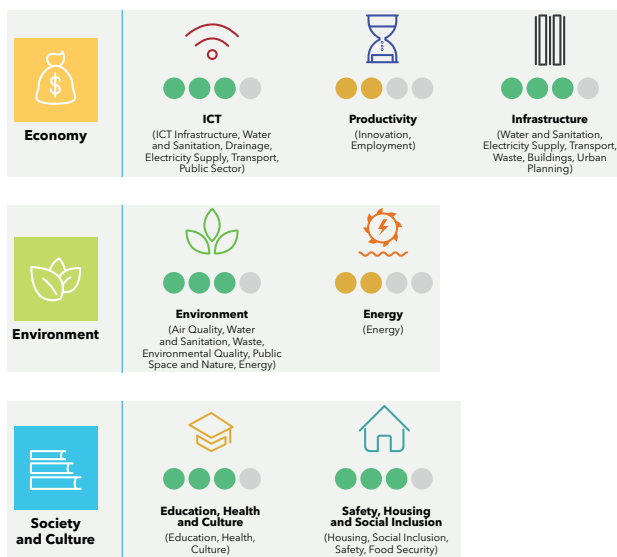 $
Economy
ICT
(ICT Infrastructure, Water
and Sanitation, Drainage,
Electricity Supply, Transport,
Public Sector)
Productivity
(Innovation,
Employment)
Infrastructure
(Water and Sanitation,
Electricity Supply, Transport,
Waste, Buildings, Urban
Planning)
Environment
Environment
(Air Quality, Water
and Sanitation, Waste,
Environmental Quality, Public
Space and Nature, Energy)
Energy
(Energy)
Society
and Culture
Education, Health
and Culture
(Education, Health,
Culture)
Safety, Housing
and Social Inclusion
(Housing, Social Inclusion,
Safety, Food Security)